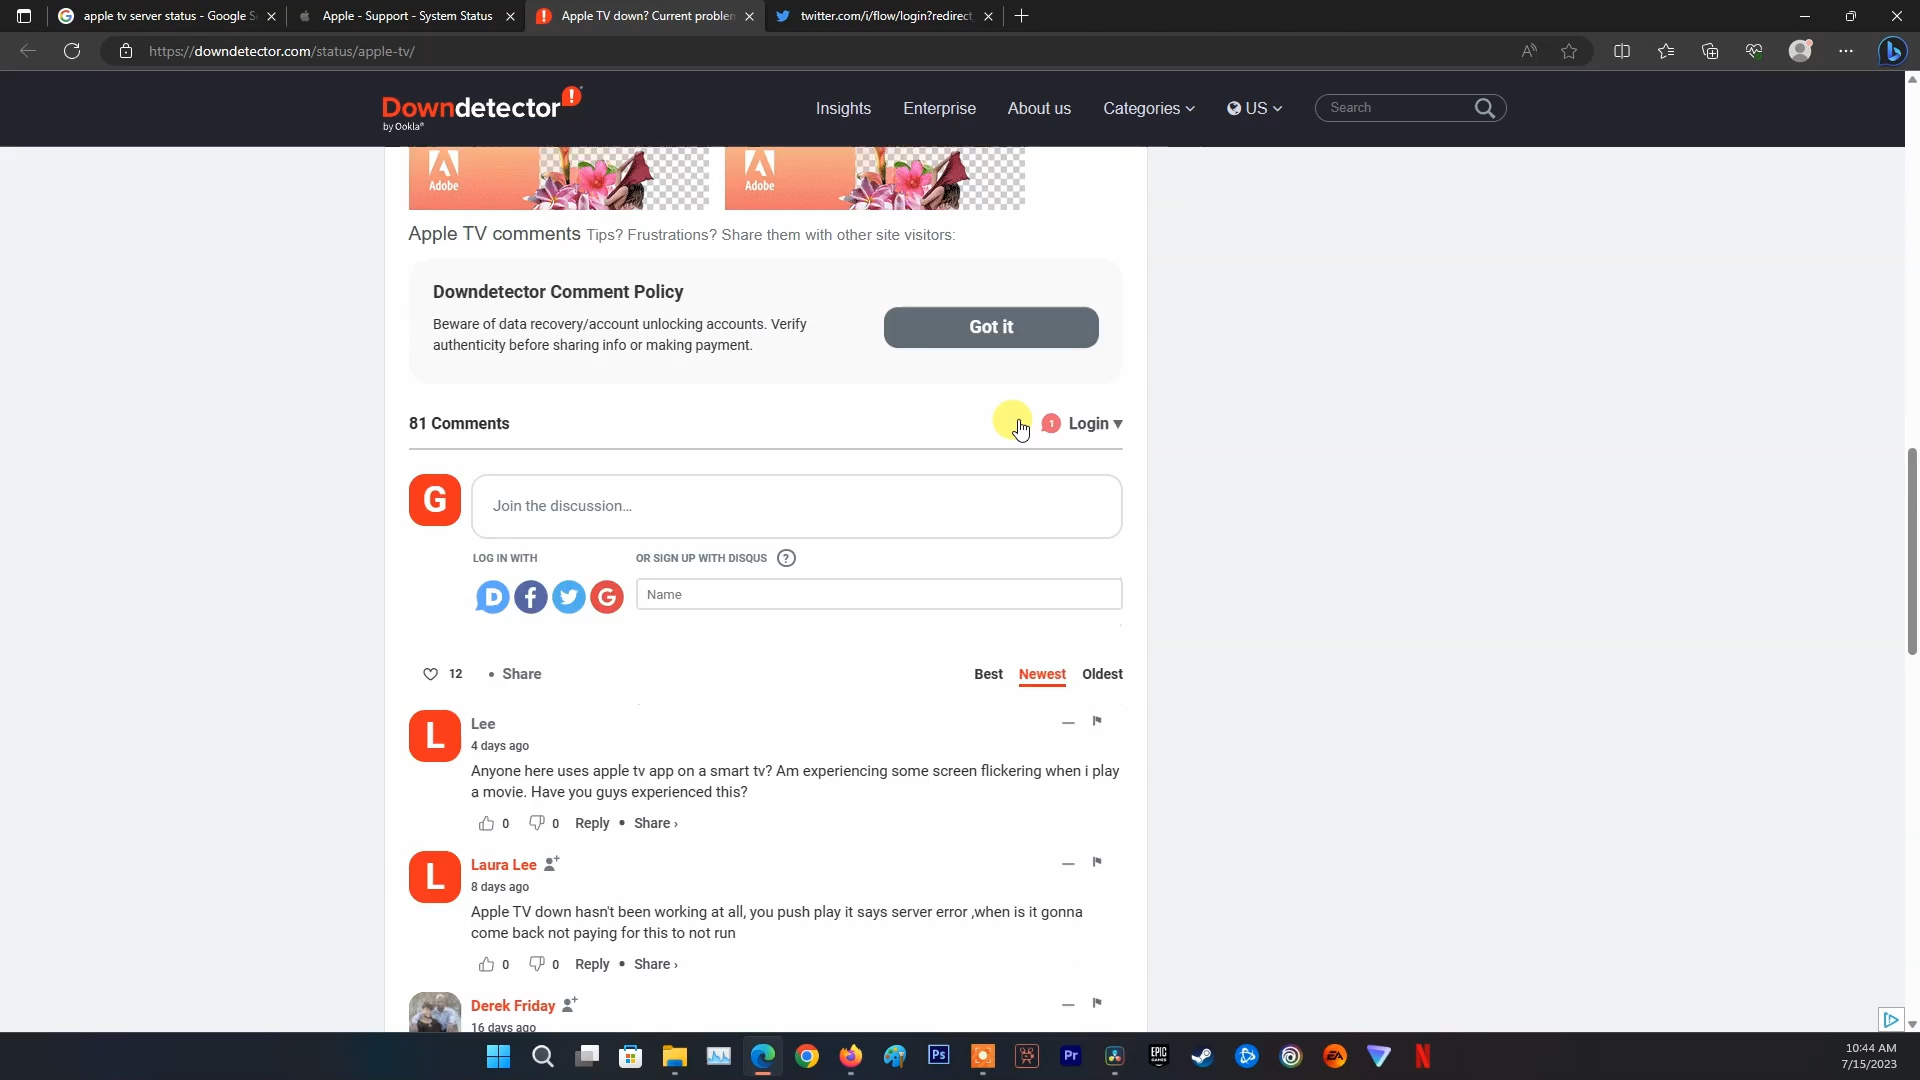 apple tv server status - Google S
Apple - Support - System Status
Apple TV down? Current problem
twitter.com/i/flow/login?redirect
https://downdetector.com/status/apple-tv/
Downdetector
by Ookla®
Insights
Enterprise
About us
Categories
US
Search
Adobe
Adobe
Apple TV comments Tips? Frustrations? Share them with other site visitors:
Downdetector Comment Policy
Beware of data recovery/account unlocking accounts. Verify
authenticity before sharing info or making payment.
Got it
81 Comments
1 Login
G
Join the discussion...
LOG IN WITH
OR SIGN UP WITH DISQUS ?
Name
12 • Share
Best Newest Oldest
L
Lee
4 days ago
Anyone here uses apple tv app on a smart tv? Am experiencing some screen flickering when i play
a movie. Have you guys experienced this?
0 0 Reply • Share ›
L
Laura Lee
8 days ago
Apple TV down hasn't been working at all, you push play it says server error ,when is it gonna
come back not paying for this to not run
0 0 Reply • Share ›
Derek Friday
16 days ago
Ps
Pr
EPIC
GAMES
EA
10:44 AM
7/15/2023